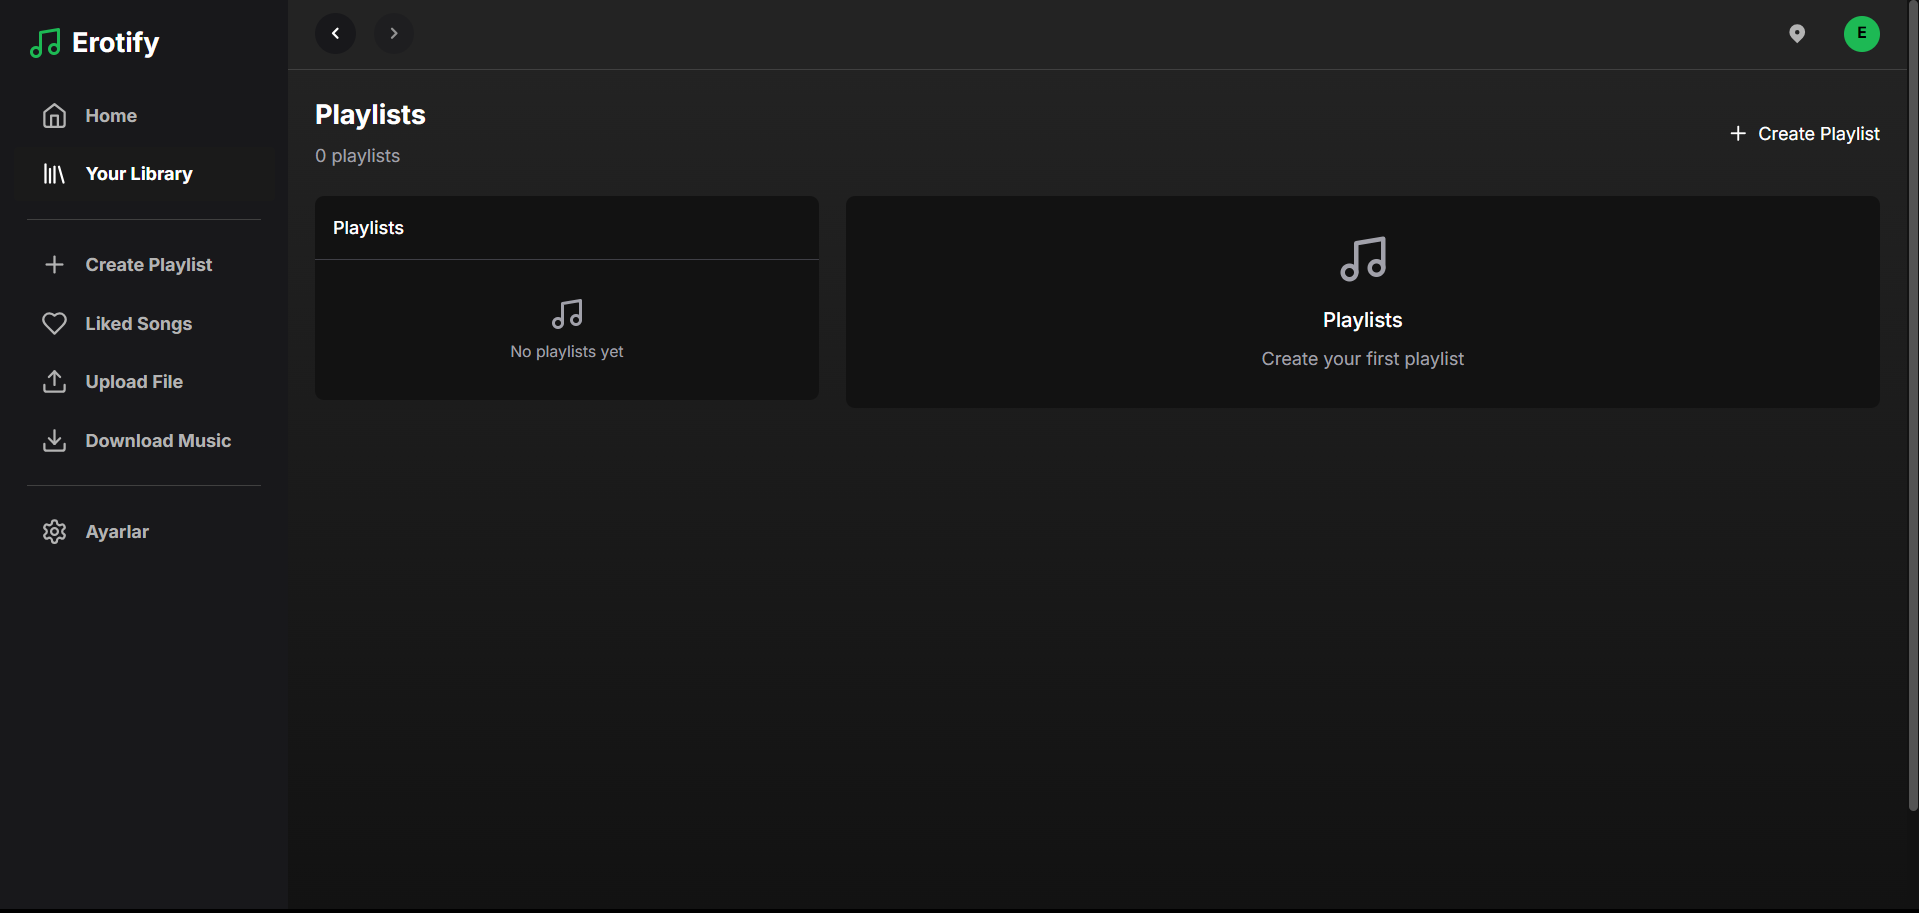 Erotify
Home
Your Library
Create Playlist
Liked Songs
Upload File
Download Music
Ayarlar
E
Playlists
0 playlists
Create Playlist
Playlists
No playlists yet
Playlists
Create your first playlist